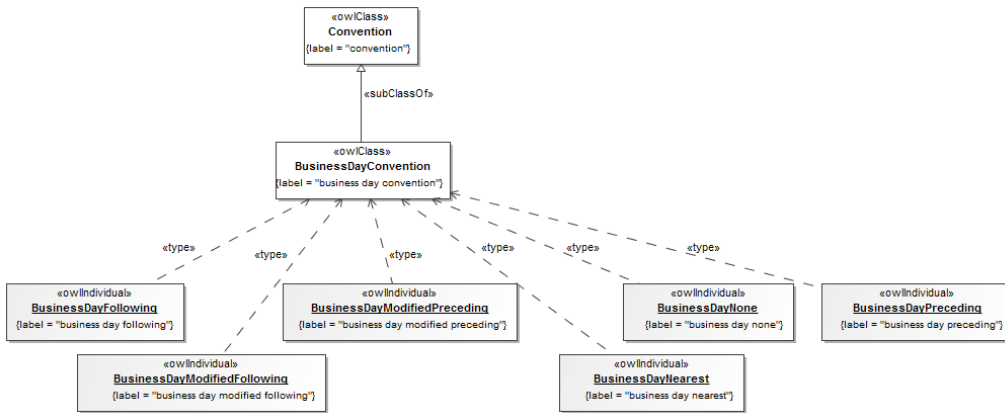 «owlClass»
Convention
{label = "convention"}
«subClassOf»
«owlClass»
BusinessDayConvention
{label = "business day convention"}
«type»
«type»
«type»
«type»
«type»
«type»
«owlIndividual»
BusinessDayFollowing
{label = "business day following"}
«owlIndividual»
BusinessDayModifiedPreceding
{label = "business day modified preceding"}
«owlIndividual»
BusinessDayNone
{label = "business day none"}
«owlIndividual»
BusinessDayPreceding
{label = "business day preceding"}
«owlIndividual»
BusinessDayModifiedFollowing
{label = "business day modified following"}
«owlIndividual»
BusinessDayNearest
{label = "business day nearest"}